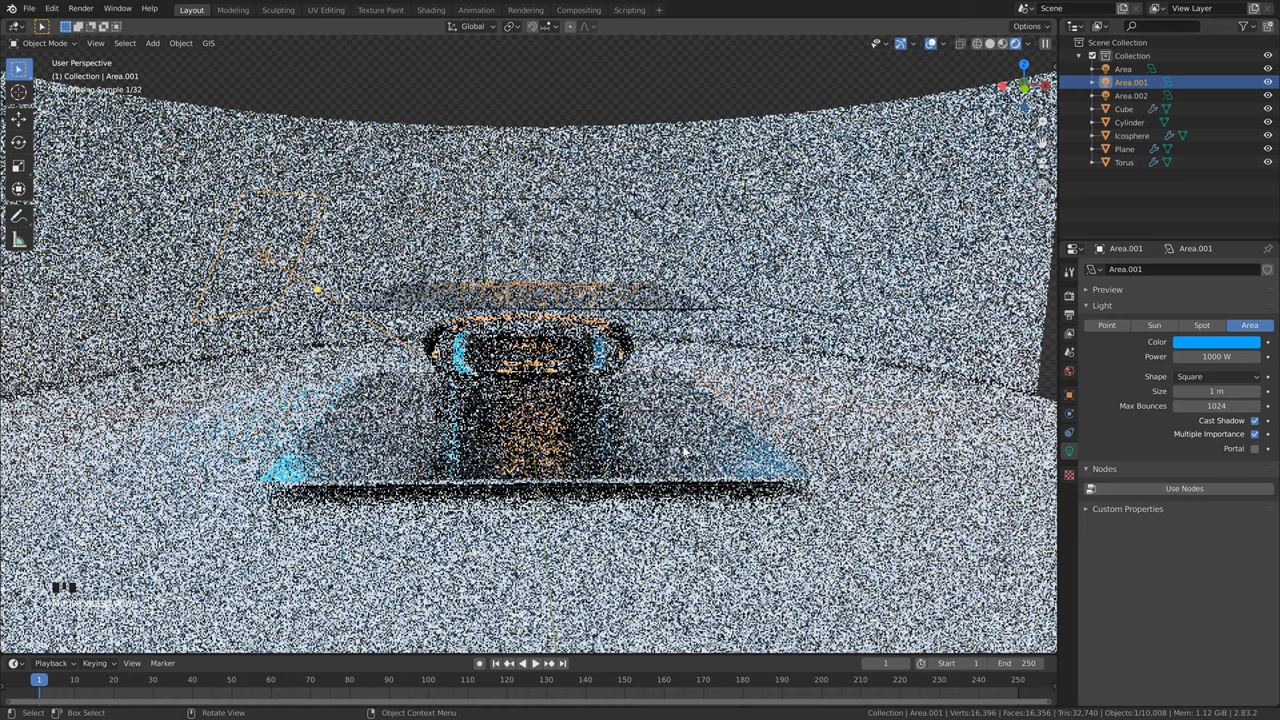 File Edit Render Window Help Layout Modeling Sculpting UV Editing Texture Paint Shading Animation Rendering Compositing Scripting + Scene View Layer
Global Options
Object Mode View Select Add Object GIS
User Perspective
(1) Collection | Area.001
Sample 1/32
Z
Scene Collection
Collection
Area
Area.001
Area.002
Cube
Cylinder
Icosphere
Plane
Torus
Area.001 Area.001
Area.001
Preview
Light
Point Sun Spot Area
Color
Power 1000 W
Shape Square
Size 1 m
Max Bounces 1024
Cast Shadow
Multiple Importance
Portal
Nodes
Use Nodes
Custom Properties
Playback Keying View Marker 1 Start 1 End 250
1 10 20 30 40 50 60 70 80 90 100 110 120 130 140 150 160 170 180 190 200 210 220 230 240 250
Select Box Select Rotate View Object Context Menu Collection | Area.001 | Verts:16,396 | Faces:16,356 | Tris:32,740 | Objects:1/10,008 | Mem: 1.12 GiB | 2.83.2